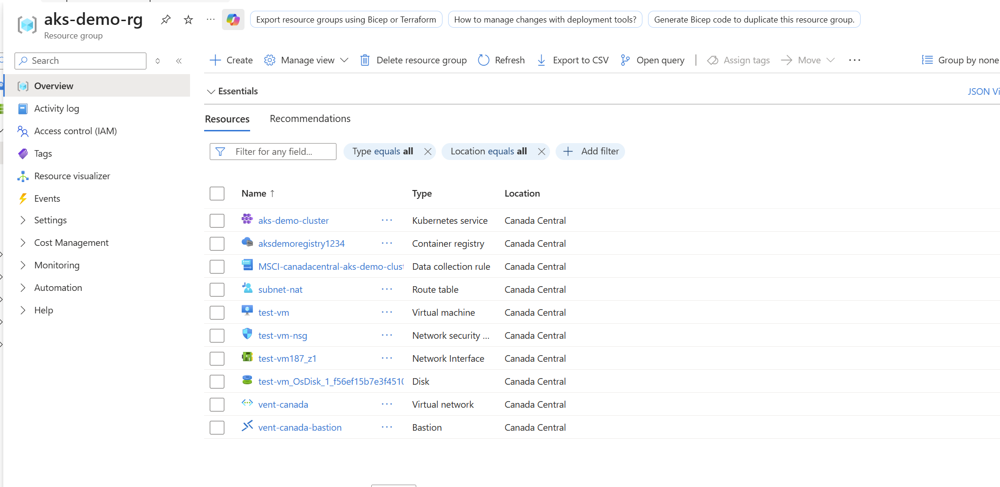 aks-demo-rg
Resource group
Export resource groups using Bicep or Terraform
How to manage changes with deployment tools?
Generate Bicep code to duplicate this resource group.
Search
Create
Manage view
Delete resource group
Refresh
Export to CSV
Open query
Assign tags
Move
Group by none
Overview
Activity log
Access control (IAM)
Tags
Resource visualizer
Events
Settings
Cost Management
Monitoring
Automation
Help
Essentials
JSON Vi
Resources
Recommendations
Filter for any field...
Type equals all
Location equals all
Add filter
Name ↑ Type Location
aks-demo-cluster ... Kubernetes service Canada Central
aksdemoregistry1234 ... Container registry Canada Central
MSCI-canadacentral-aks-demo-clust Data collection rule Canada Central
subnet-nat ... Route table Canada Central
test-vm ... Virtual machine Canada Central
test-vm-nsg ... Network security ... Canada Central
test-vm187_z1 ... Network Interface Canada Central
test-vm_OsDisk_1_f56ef15b7e3f4510 Disk Canada Central
vent-canada ... Virtual network Canada Central
vent-canada-bastion ... Bastion Canada Central